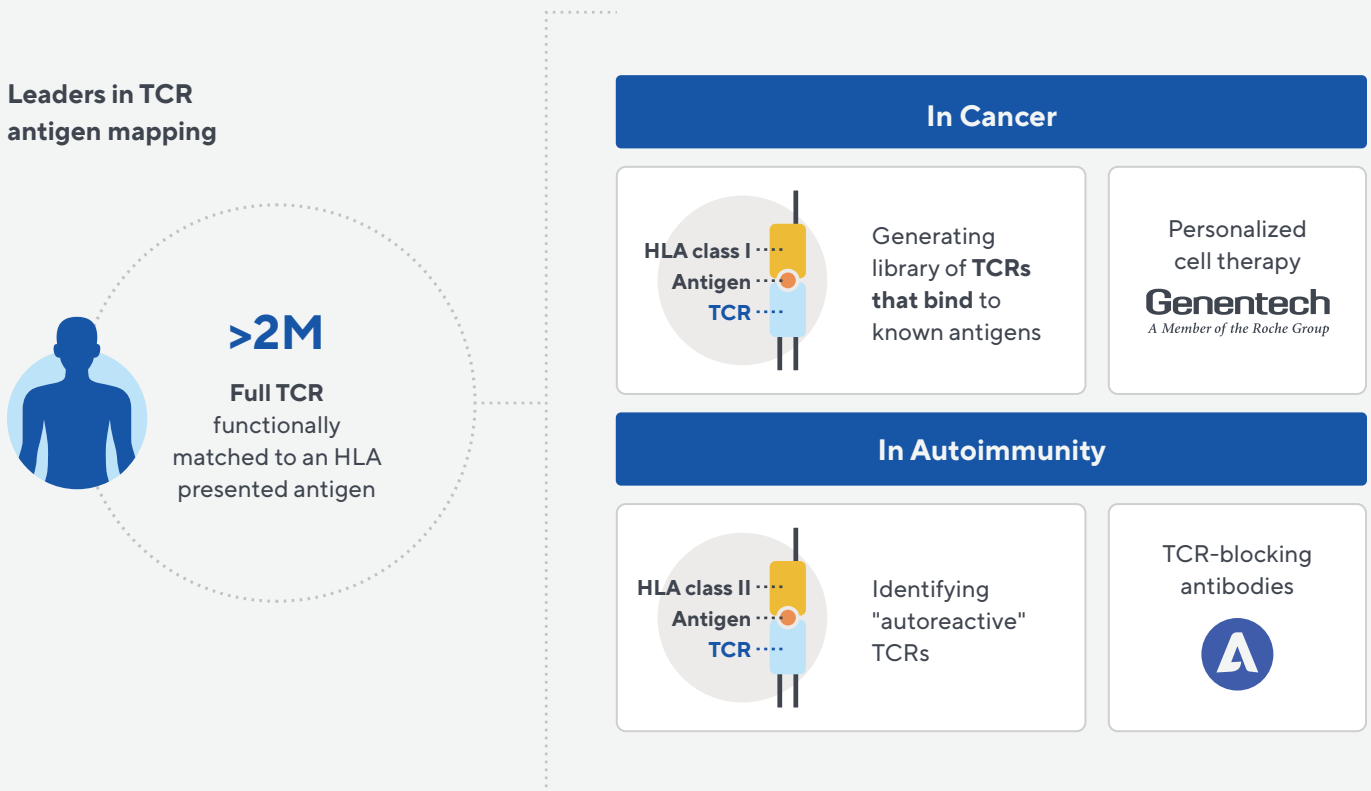 Leaders in TCR
antigen mapping
>2M
Full TCR
functionally
matched to an HLA
presented antigen
In Cancer
HLA class I
Antigen
TCR
Generating
library of TCRs
that bind to
known antigens
Personalized
cell therapy
Genentech
A Member of the Roche Group
In Autoimmunity
HLA class II
Antigen
TCR
Identifying
"autoreactive"
TCRs
TCR-blocking
antibodies
A